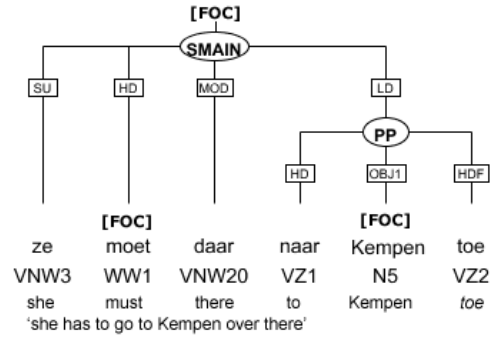 [FOC]
SMAIN
SU HD MOD LD
PP
HD OBJ1 HDF
[FOC] [FOC]
ze moet daar naar Kempen toe
VNW3 WW1 VNW20 VZ1 N5 VZ2
she must there to Kempen toe
‘she has to go to Kempen over there’